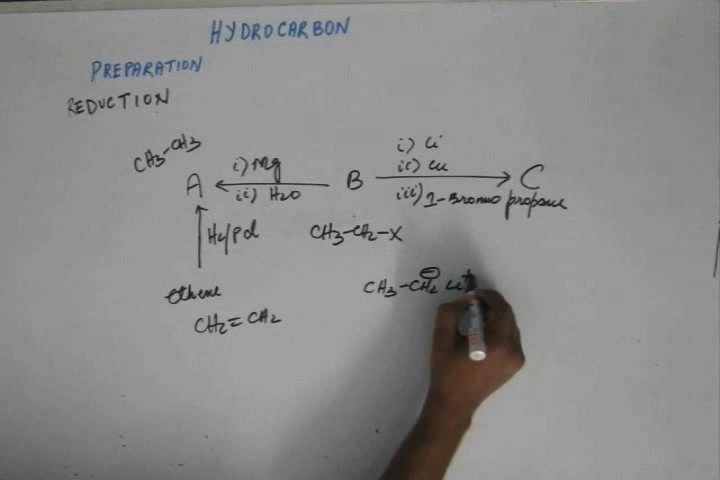 HYDROCARBON
PREPARATION
REDUCTION
CH3-CH3
i) Mg
ii) H2O
A
B
i) Li
ii) Cu
iii) 1-Bromo propane
C
H2/Pd
CH3-CH2-X
ethene
CH2=CH2
CH3-CH2 Li+